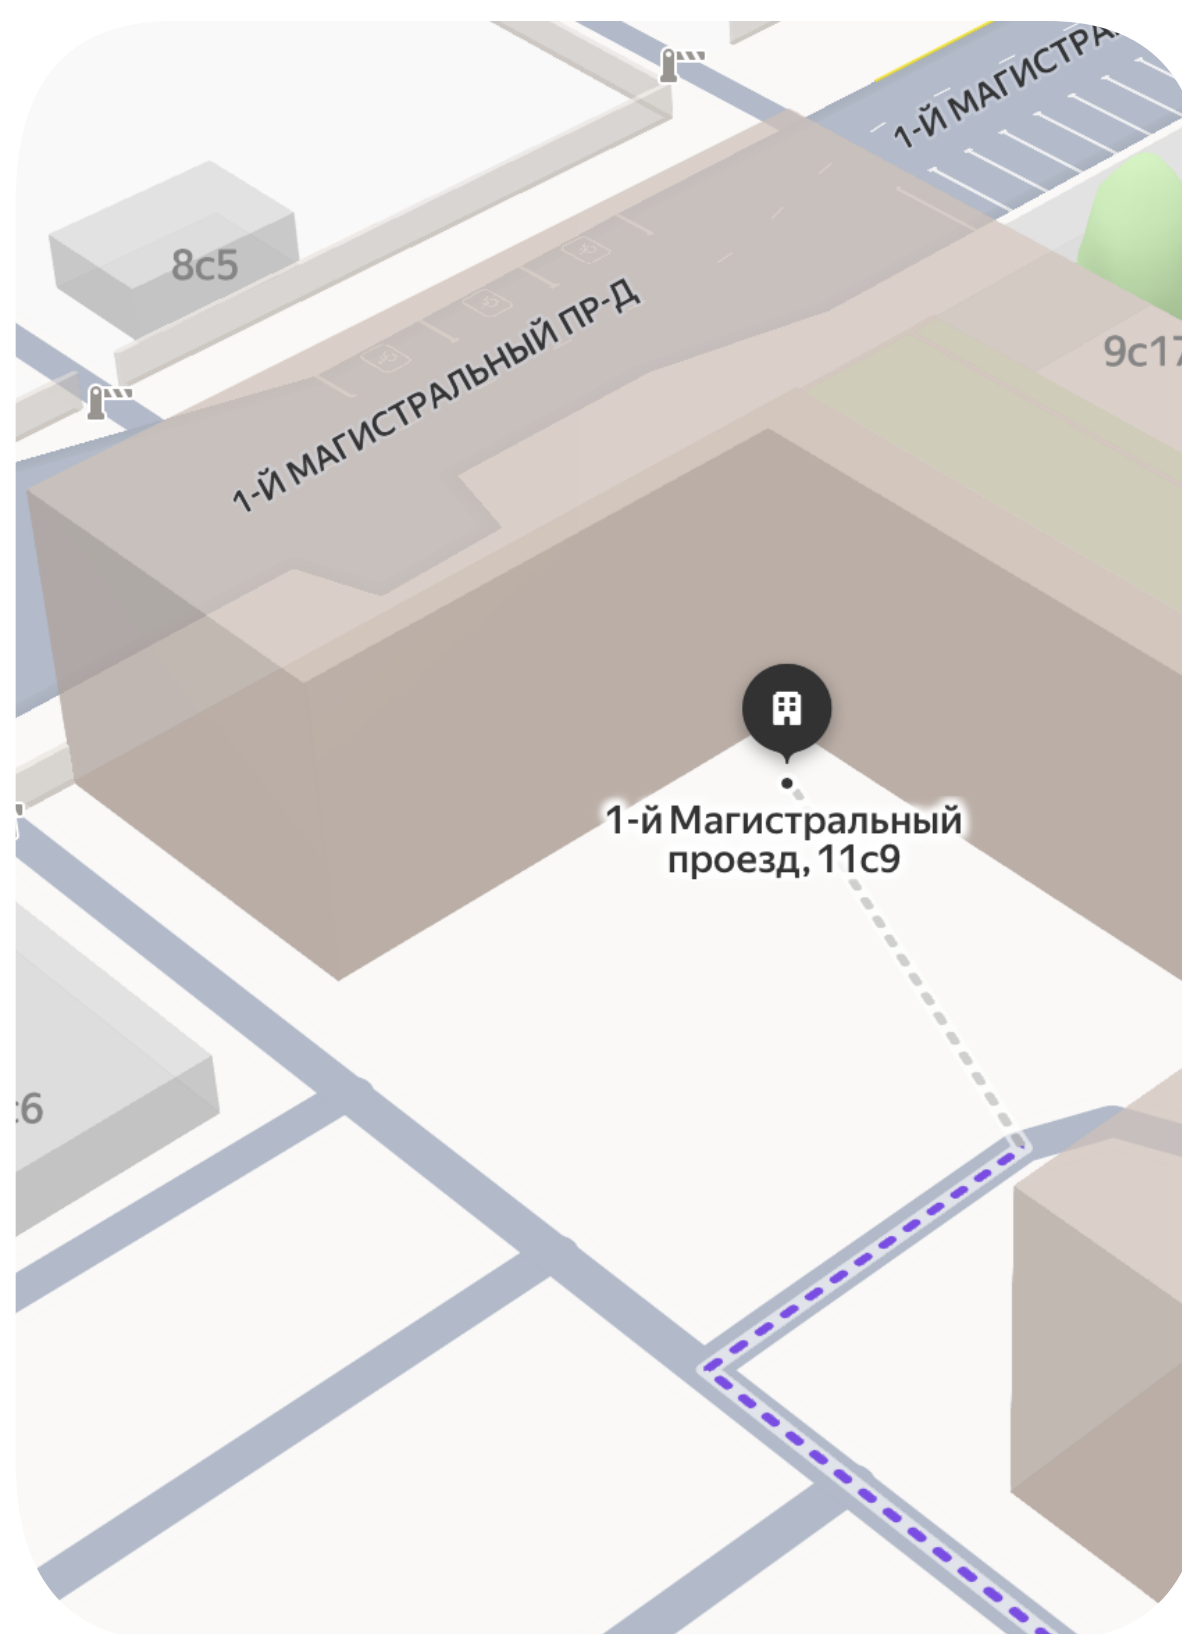 1-Й МАГИСТРА
8с5
1-Й МАГИСТРАЛЬНЫЙ ПР-Д
9с17
1-й Магистральный
проезд, 11с9
с6